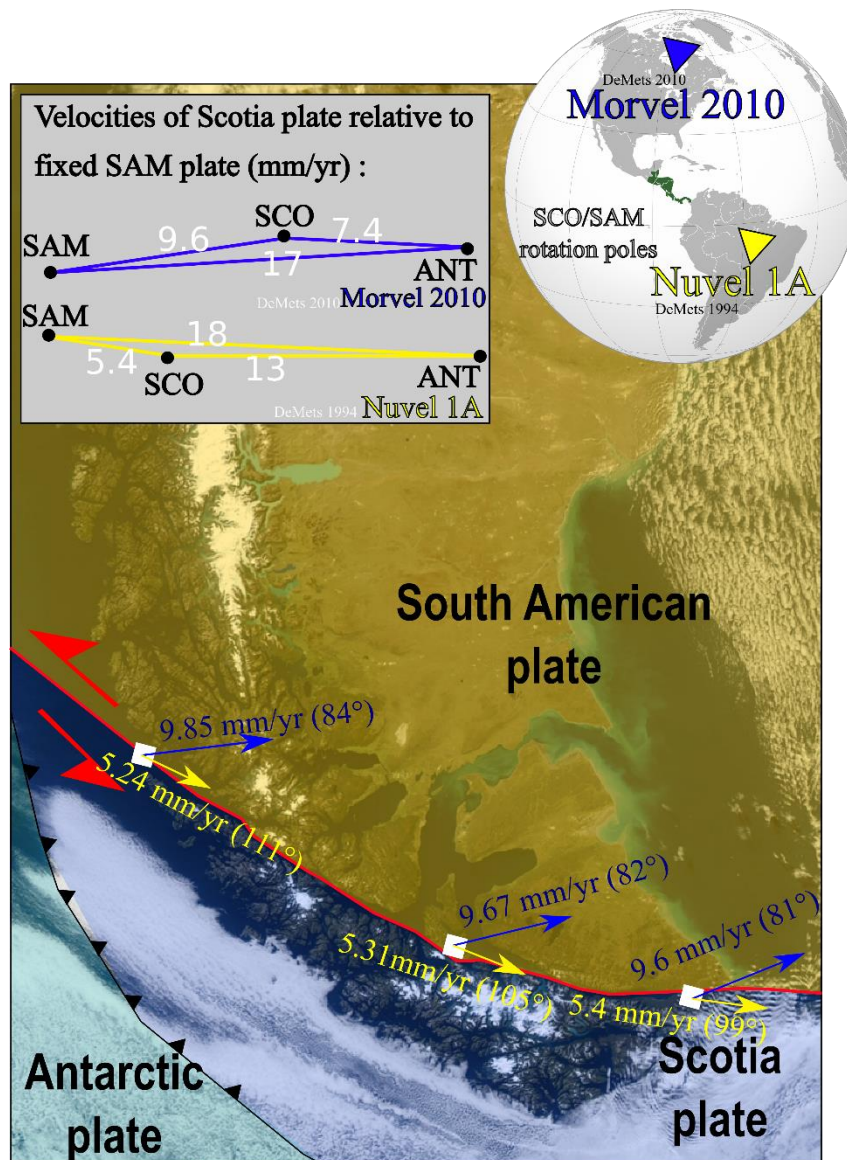 Velocities of Scotia plate relative to
fixed SAM plate (mm/yr) :
SAM
9.6
SCO
7.4
17
ANT
DeMets 2010
Morvel 2010
SAM
18
5.4
SCO
13
ANT
DeMets 1994
Nuvel 1A
DeMets 2010
Morvel 2010
SCO/SAM
rotation poles
Nuvel 1A
DeMets 1994
South American
plate
9.85 mm/yr (84°)
5.24 mm/yr (111°)
9.67 mm/yr (82°)
5.31mm/yr (105°)
9.6 mm/yr (81°)
5.4 mm/yr (99°)
Antarctic
plate
Scotia
plate